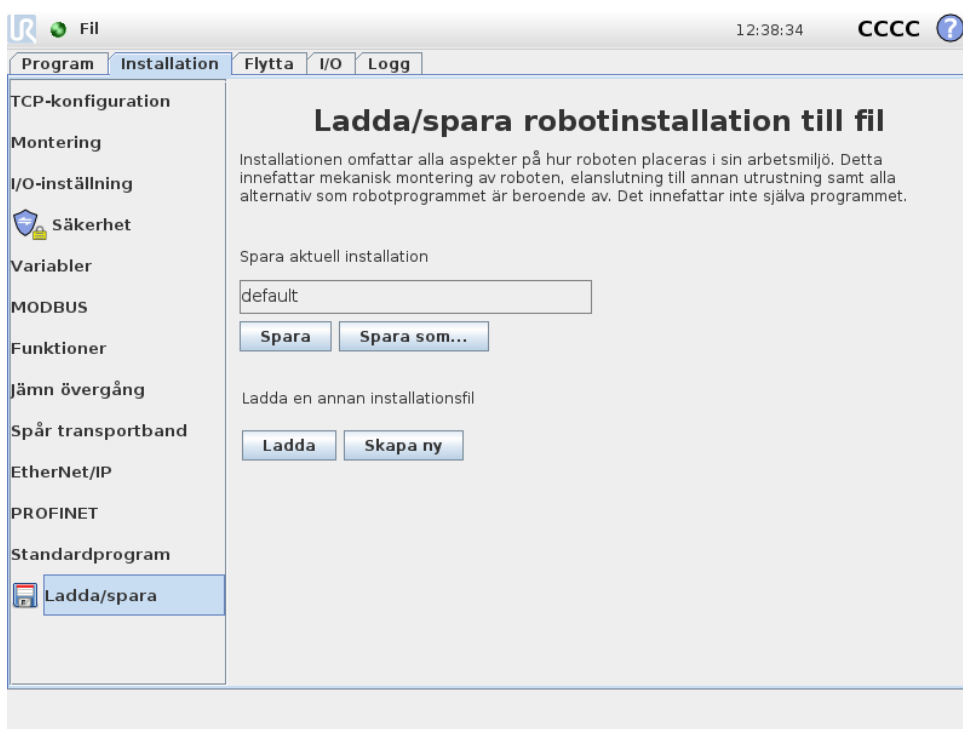 UR Fil 12:38:34 CCCC ?
Program Installation Flytta I/O Logg
TCP-konfiguration
Montering
I/O-inställning
Säkerhet
Variabler
MODBUS
Funktioner
Jämn övergång
Spår transportband
EtherNet/IP
PROFINET
Standardprogram
Ladda/spara
Ladda/spara robotinstallation till fil
Installationen omfattar alla aspekter på hur roboten placeras i sin arbetsmiljö. Detta
innefattar mekanisk montering av roboten, elanslutning till annan utrustning samt alla
alternativ som robotprogrammet är beroende av. Det innefattar inte själva programmet.
Spara aktuell installation
default
Spara Spara som...
Ladda en annan installationsfil
Ladda Skapa ny